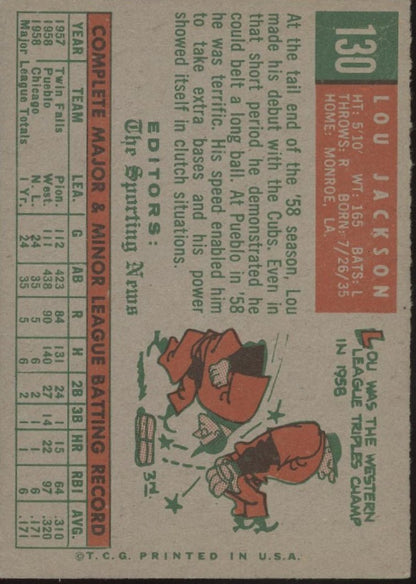 130
LOU JACKSON
HT: 5'10" WT: 165 BATS: L
THROWS: R BORN: 7/26/35
HOME: MONROE, LA.
At the tail end of the '58 season, Lou
made his debut with the Cubs. Even in
that short period he demonstrated he
could belt a long ball. At Pueblo in '58
he was terrific. His speed enabled him
to take extra bases and his power
showed itself in clutch situations.
EDITORS:
The Sporting News
LOU WAS THE WESTERN
LEAGUE TRIPLES CHAMP
IN 1958
3rd
COMPLETE MAJOR & MINOR LEAGUE BATTING RECORD
YEAR TEAM LEA. G AB R H 2B 3B HR RBI AVG.
1957 Twin Falls Pion. 112 423 84 131 24 1 15 64 .310
1958 Pueblo West. 111 438 90 140 27 14 22 97 .320
1958 Chicago N. L. 24 35 5 6 2 1 1 6 .171
Major League Totals 1 Yr. 24 35 5 6 2 1 1 6 .171
©T.C.G. PRINTED IN U.S.A.